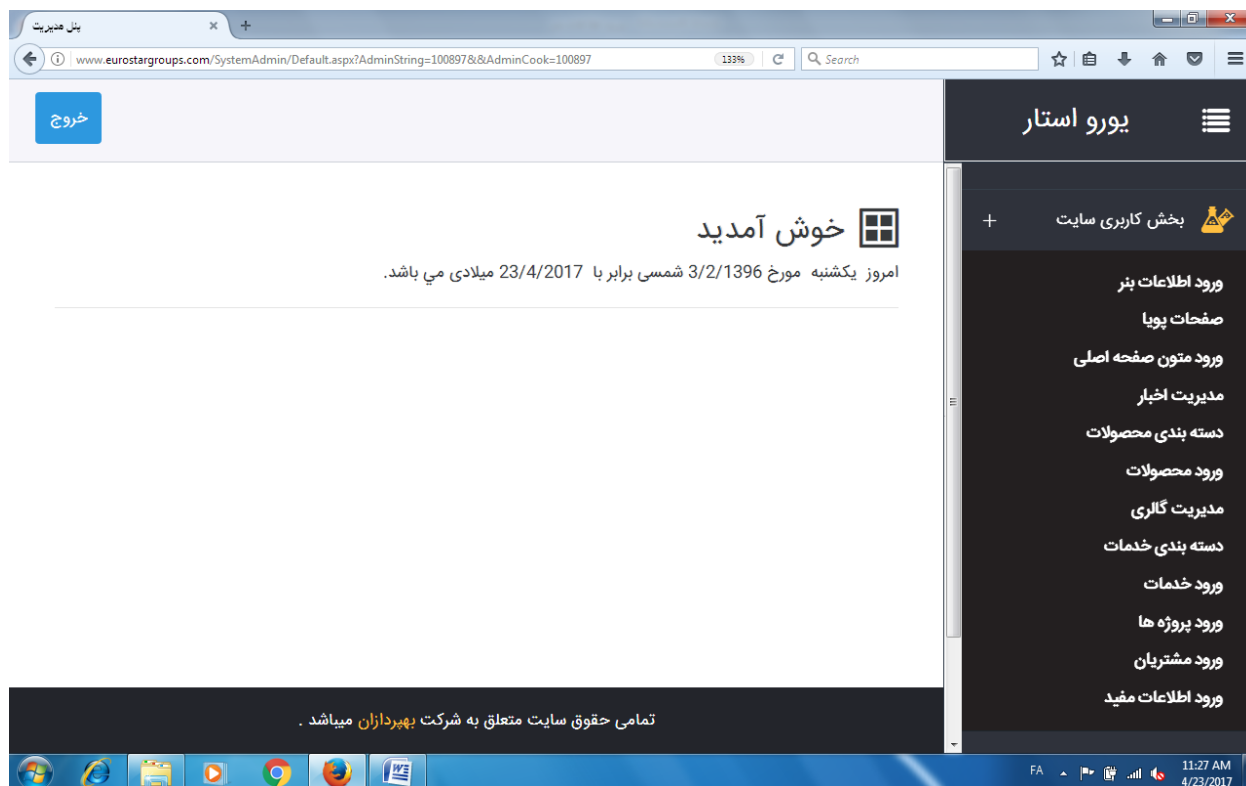 پنل مدیریت
www.eurostargroups.com/SystemAdmin/Default.aspx?AdminString=100897&&AdminCook=100897
133%
Search
خروج
یورو استار
بخش کاربری سایت
خوش آمدید
امروز یکشنبه مورخ 3/2/1396 شمسی برابر با 23/4/2017 میلادی مي باشد.
ورود اطلاعات بنر
صفحات پویا
ورود متون صفحه اصلی
مدیریت اخبار
دسته بندی محصولات
ورود محصولات
مدیریت گالری
دسته بندی خدمات
ورود خدمات
ورود پروژه ها
ورود مشتریان
ورود اطلاعات مفید
تمامی حقوق سایت متعلق به شرکت بهپردازان میباشد .
FA
11:27 AM
4/23/2017